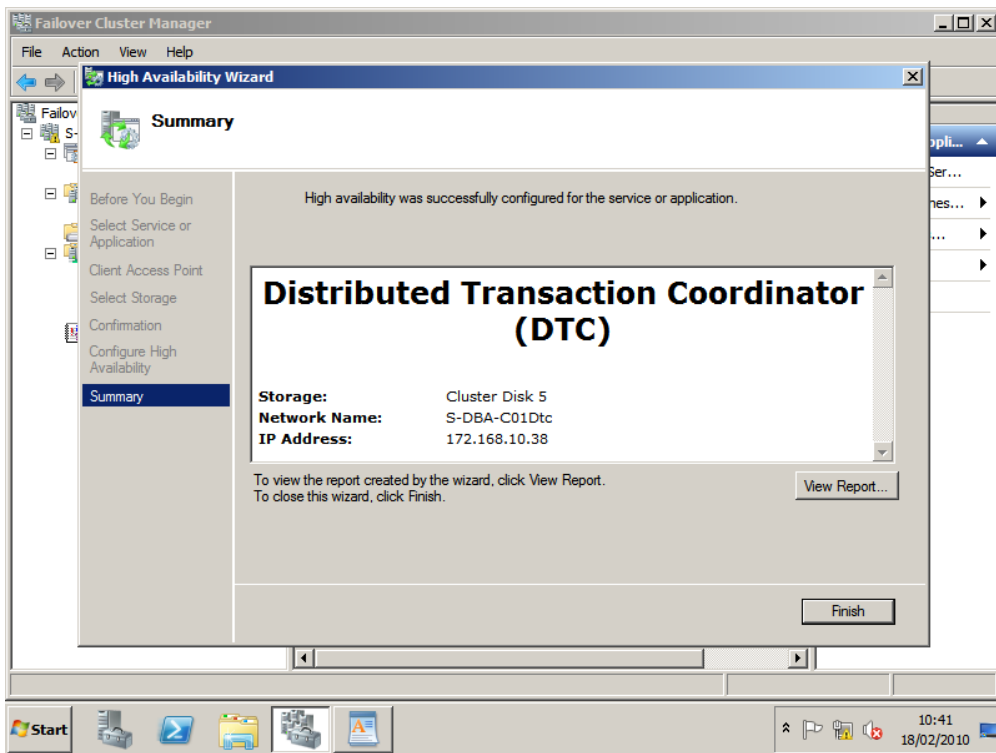 Failover Cluster Manager
File Action View Help
High Availability Wizard
Summary
Before You Begin
Select Service or
Application
Client Access Point
Select Storage
Confirmation
Configure High
Availability
Summary
High availability was successfully configured for the service or application.
Distributed Transaction Coordinator
(DTC)
Storage: Cluster Disk 5
Network Name: S-DBA-C01Dtc
IP Address: 172.168.10.38
To view the report created by the wizard, click View Report.
To close this wizard, click Finish.
View Report...
Finish
Failov
S-
ppli...
Ser...
nes...
...
Start
10:41
18/02/2010